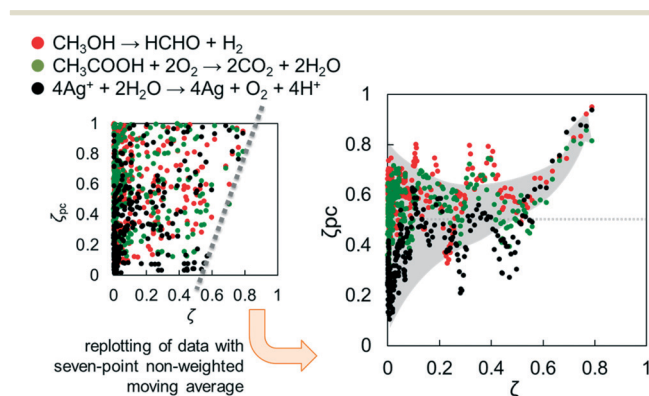 CH₃OH → HCHO + H₂
CH₃COOH + 2O₂ → 2CO₂ + 2H₂O
4Ag⁺ + 2H₂O → 4Ag + O₂ + 4H⁺
1
0.8
0.6
0.4
0.2
0
ζpc
0 0.2 0.4 0.6 0.8 1
ζ
replotting of data with
seven-point non-weighted
moving average
1
0.8
0.6
0.4
0.2
0
ζpc
0 0.2 0.4 0.6 0.8 1
ζ